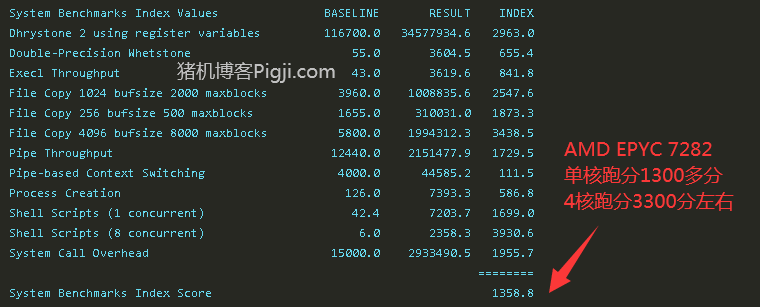 System Benchmarks Index Values BASELINE RESULT INDEX
Dhrystone 2 using register variables 116700.0 34577934.6 2963.0
Double-Precision Whetstone 55.0 3604.5 655.4
Execl Throughput 43.0 3619.6 841.8
猪机博客Pigji.com
File Copy 1024 bufsize 2000 maxblocks 3960.0 1008835.6 2547.6
File Copy 256 bufsize 500 maxblocks 1655.0 310031.0 1873.3
File Copy 4096 bufsize 8000 maxblocks 5800.0 1994312.3 3438.5
Pipe Throughput 12440.0 2151477.9 1729.5
Pipe-based Context Switching 4000.0 44585.2 111.5
Process Creation 126.0 7393.3 586.8
Shell Scripts (1 concurrent) 42.4 7203.7 1699.0
Shell Scripts (8 concurrent) 6.0 2358.3 3930.6
System Call Overhead 15000.0 2933490.5 1955.7
========
System Benchmarks Index Score 1358.8
AMD EPYC 7282
单核跑分1300多分
4核跑分3300分左右